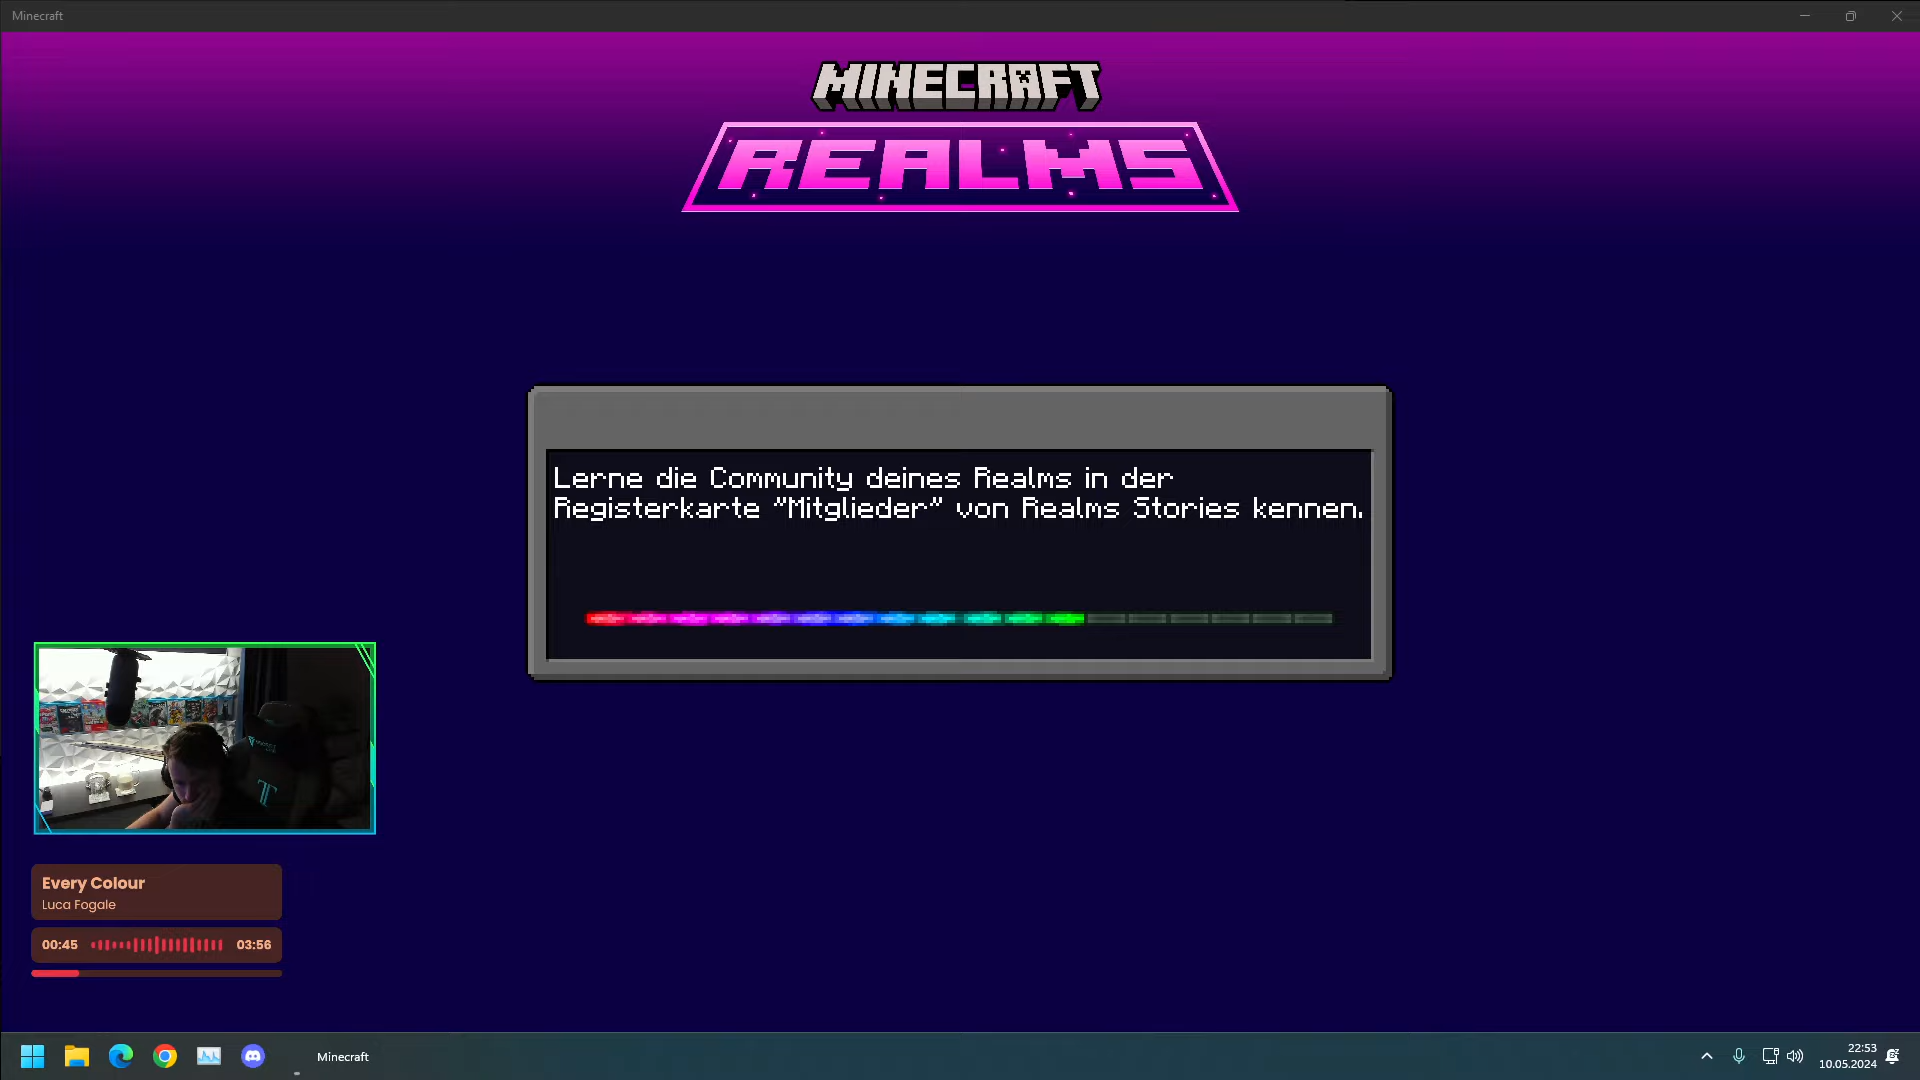 Minecraft
MINECRAFT
REALMS
Lerne die Community deines Realms in der
Registerkarte "Mitglieder" von Realms Stories kennen.
Every Colour
Luca Fogale
00:45
03:56
Minecraft
22:53
10.05.2024